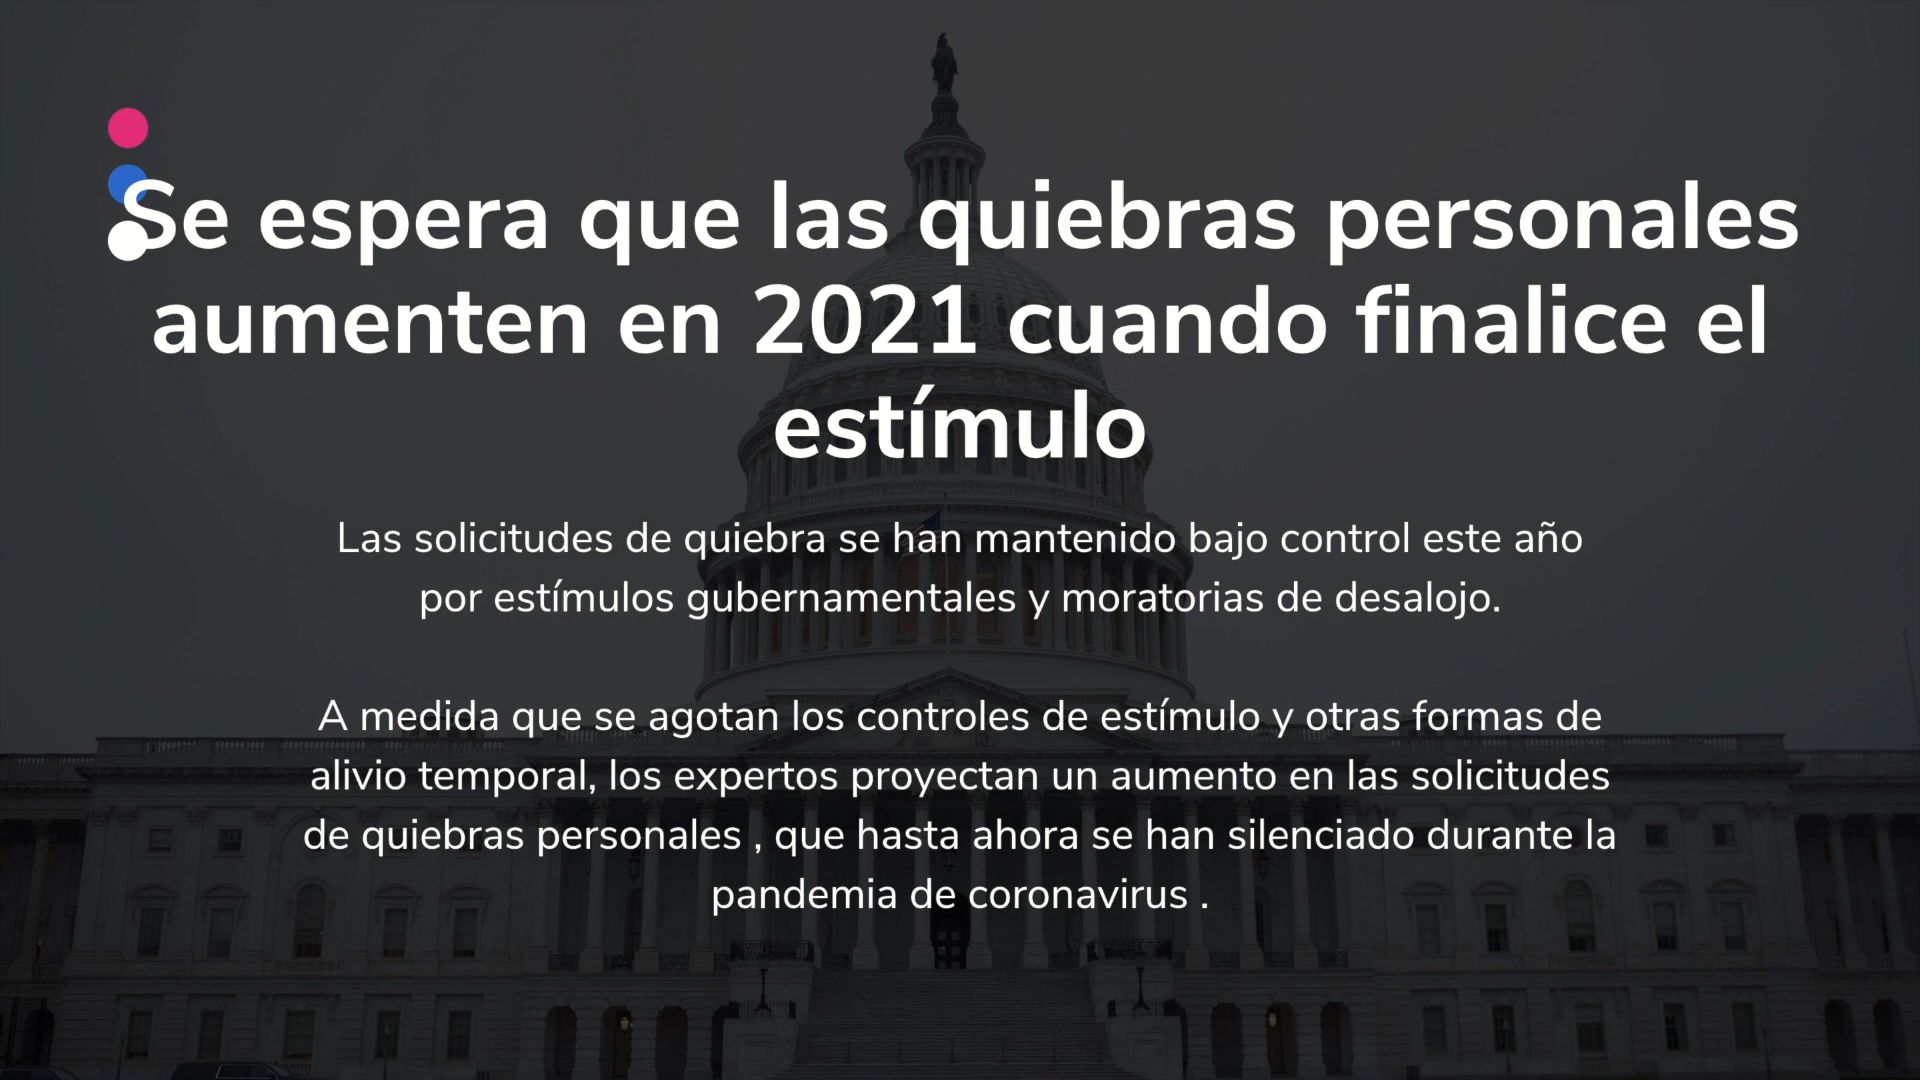 Se espera que las quiebras personales
aumenten en 2021 cuando finalice el
estímulo
Las solicitudes de quiebra se han mantenido bajo control este año
por estímulos gubernamentales y moratorias de desalojo.
A medida que se agotan los controles de estímulo y otras formas de
alivio temporal, los expertos proyectan un aumento en las solicitudes
de quiebras personales , que hasta ahora se han silenciado durante la
pandemia de coronavirus .